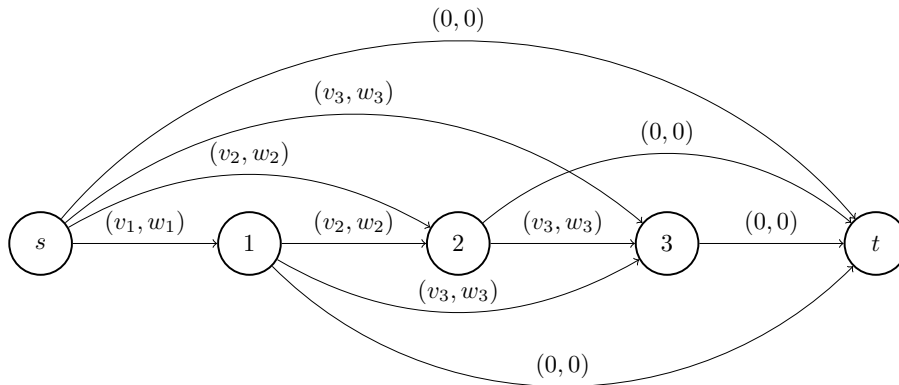 (0, 0)
(v₃, w₃)
(v₂, w₂)
(0, 0)
s (v₁, w₁) 1 (v₂, w₂) 2 (v₃, w₃) 3 (0, 0) t
(v₃, w₃)
(0, 0)